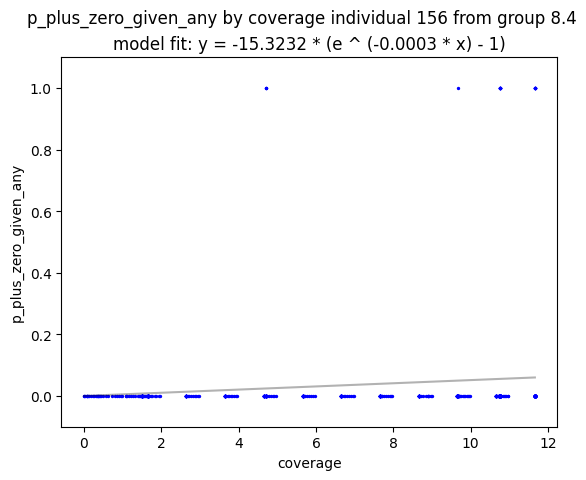 p_plus_zero_given_any by coverage individual 156 from group 8.4
model fit: y = -15.3232 * (e ^ (-0.0003 * x) - 1)
1.0
0.8
0.6
0.4
0.2
0.0
p_plus_zero_given_any
0 2 4 6 8 10 12
coverage